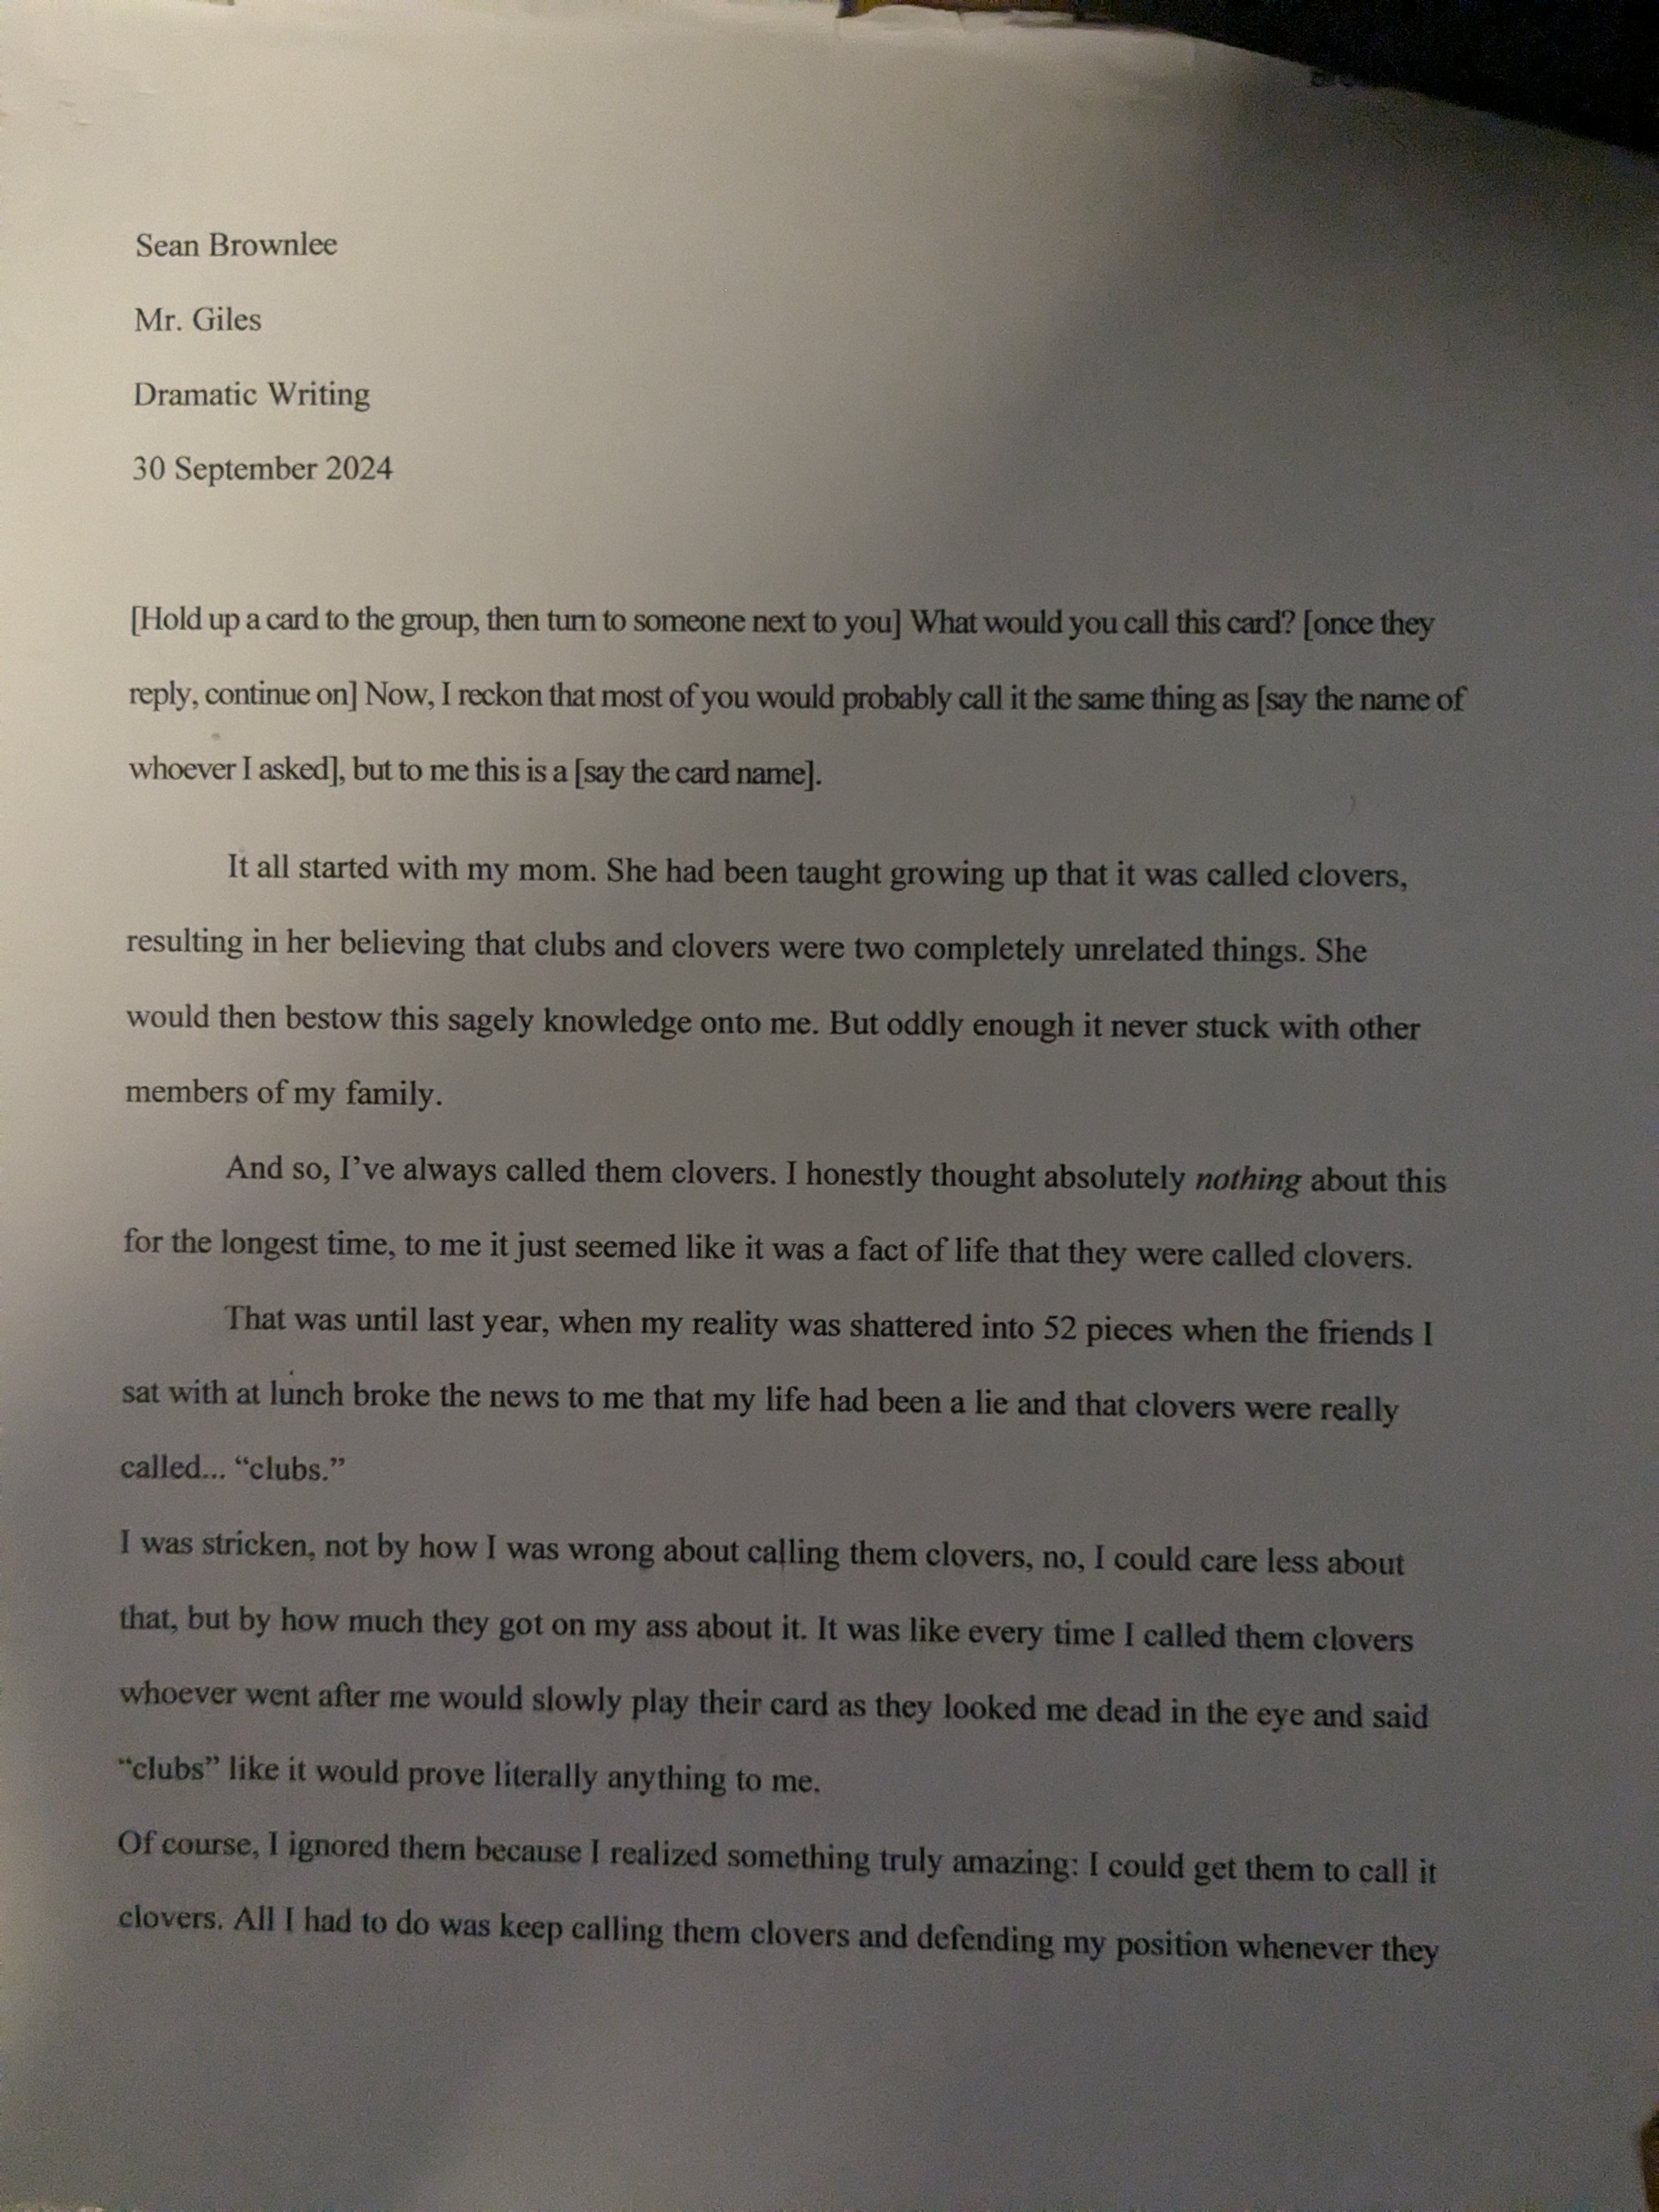 Sean Brownlee
Mr. Giles
Dramatic Writing
30 September 2024
[Hold up a card to the group, then turn to someone next to you] What would you call this card? [once they
reply, continue on] Now, I reckon that most of you would probably call it the same thing as [say the name of
whoever I asked], but to me this is a [say the card name].
It all started with my mom. She had been taught growing up that it was called clovers,
resulting in her believing that clubs and clovers were two completely unrelated things. She
would then bestow this sagely knowledge onto me. But oddly enough it never stuck with other
members of my family.
And so, I’ve always called them clovers. I honestly thought absolutely nothing about this
for the longest time, to me it just seemed like it was a fact of life that they were called clovers.
That was until last year, when my reality was shattered into 52 pieces when the friends I
sat with at lunch broke the news to me that my life had been a lie and that clovers were really
called... “clubs.”
I was stricken, not by how I was wrong about calling them clovers, no, I could care less about
that, but by how much they got on my ass about it. It was like every time I called them clovers
whoever went after me would slowly play their card as they looked me dead in the eye and said
“clubs” like it would prove literally anything to me.
Of course, I ignored them because I realized something truly amazing: I could get them to call it
clovers. All I had to do was keep calling them clovers and defending my position whenever they